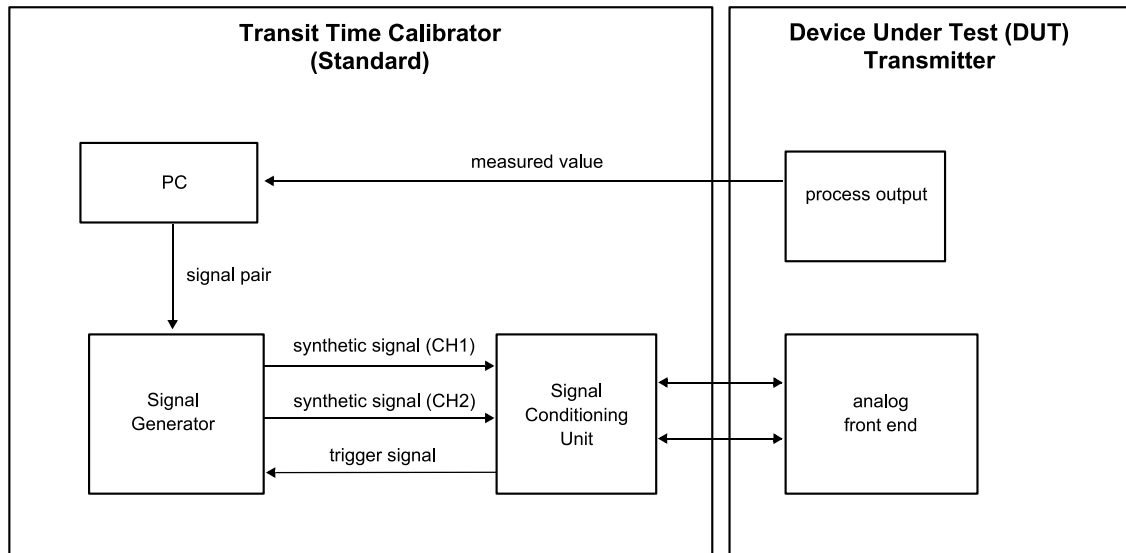 Transit Time Calibrator
(Standard)
Device Under Test (DUT)
Transmitter
measured value
PC
process output
signal pair
synthetic signal (CH1)
synthetic signal (CH2)
trigger signal
Signal
Generator
Signal
Conditioning
Unit
analog
front end